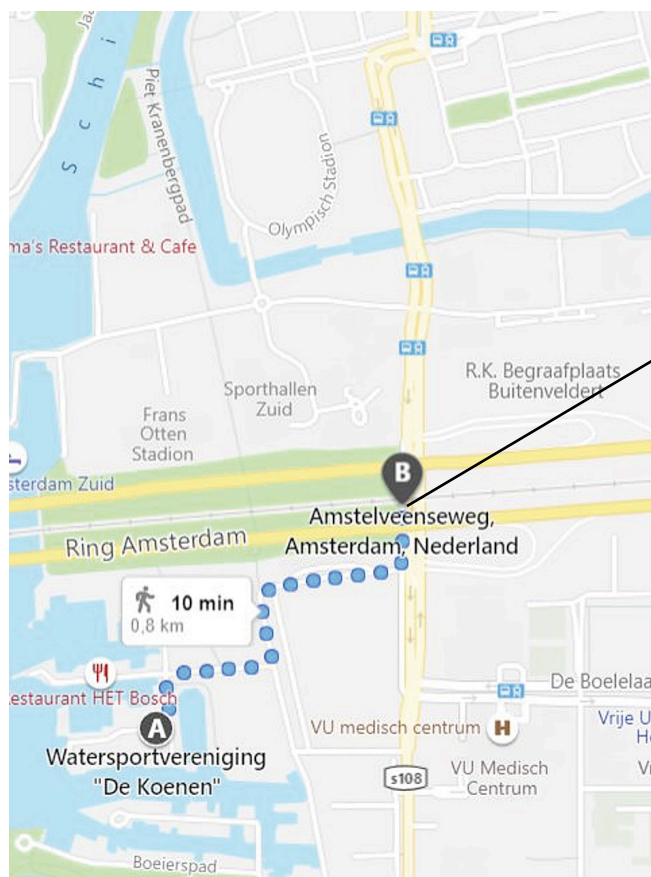 Ja
S c h i
Piet Kranenbergpad
Olympisch Stadion
ma's Restaurant & Cafe
Sporthallen
Zuid
R.K. Begraafplaats
Buitenveldert
Frans
Otten
Stadion
sterdam Zuid
B
Amstelveenseweg,
Amsterdam, Nederland
Ring Amsterdam
10 min
0,8 km
Restaurant HET Bosch
De Boelelaa
A
Watersportvereniging
"De Koenen"
VU medisch centrum
H
Vrije U
H
VU Medisch
Centrum
Vr
s108
Boeierspad